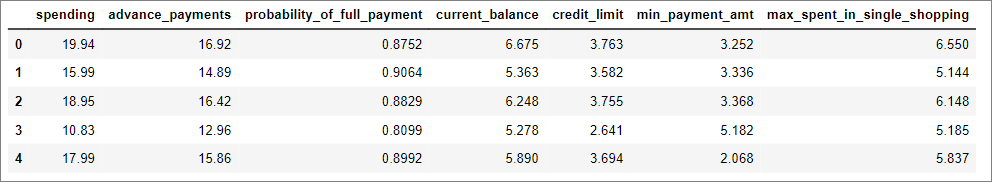 spending advance_payments probability_of_full_payment current_balance credit_limit min_payment_amt max_spent_in_single_shopping
0 19.94 16.92 0.8752 6.675 3.763 3.252 6.550
1 15.99 14.89 0.9064 5.363 3.582 3.336 5.144
2 18.95 16.42 0.8829 6.248 3.755 3.368 6.148
3 10.83 12.96 0.8099 5.278 2.641 5.182 5.185
4 17.99 15.86 0.8992 5.890 3.694 2.068 5.837